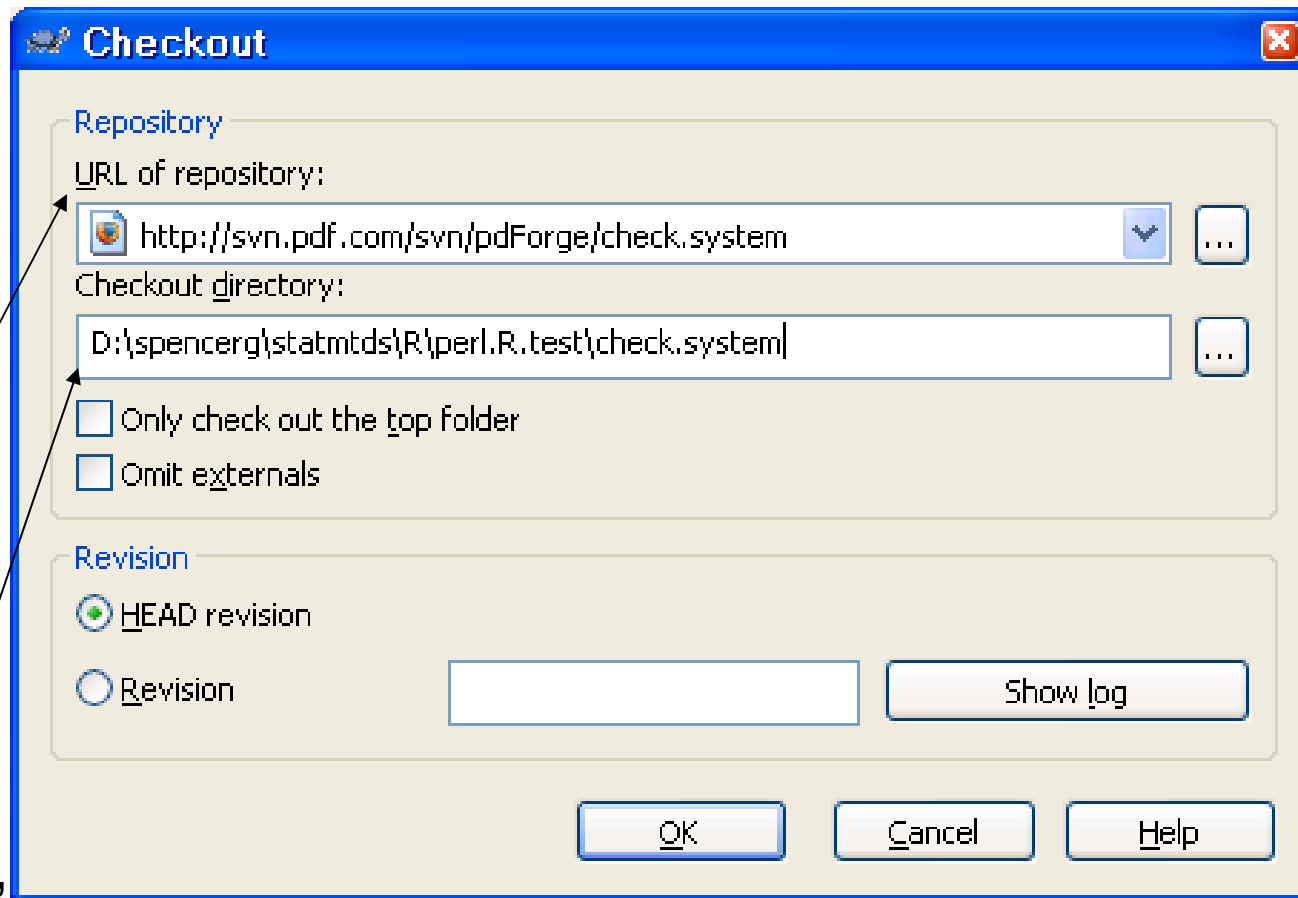 Checkout
Repository
URL of repository:
http://svn.pdf.com/svn/pdForge/check.system
...
Checkout directory:
D:\spencerg\statmtds\R\perl.R.test\check.system
...
Only check out the top folder
Omit externals
Revision
HEAD revision
Revision
Show log
OK
Cancel
Help
,